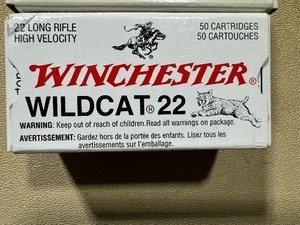 22 LONG RIFLE
HIGH VELOCITY
50 CARTRIDGES
50 CARTOUCHES
WINCHESTER
WILDCAT® 22
WARNING: Keep out of reach of children. Read all warnings on package.
AVERTISSEMENT: Gardez hors de la portée des enfants. Lisez tous les
avertissements sur l'emballage.